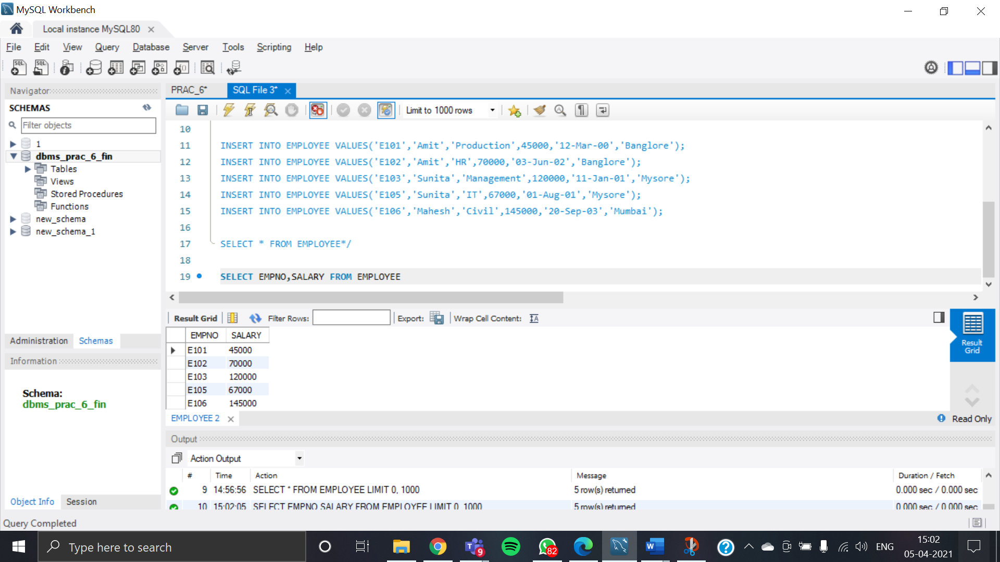 MySQL Workbench
Local instance MySQL80
File Edit View Query Database Server Tools Scripting Help
Navigator
SCHEMAS
Filter objects
1
dbms_prac_6_fin
Tables
Views
Stored Procedures
Functions
new_schema
new_schema_1
Administration Schemas
Information
Schema:
dbms_prac_6_fin
Object Info Session
PRAC_6* SQL File 3*
Limit to 1000 rows
10
11 INSERT INTO EMPLOYEE VALUES('E101','Amit','Production',45000,'12-Mar-00','Banglore');
12 INSERT INTO EMPLOYEE VALUES('E102','Amit','HR',70000,'03-Jun-02','Banglore');
13 INSERT INTO EMPLOYEE VALUES('E103','Sunita','Management',120000,'11-Jan-01','Mysore');
14 INSERT INTO EMPLOYEE VALUES('E105','Sunita','IT',67000,'01-Aug-01','Mysore');
15 INSERT INTO EMPLOYEE VALUES('E106','Mahesh','Civil',145000,'20-Sep-03','Mumbai');
16
17 SELECT * FROM EMPLOYEE*/
18
19 SELECT EMPNO,SALARY FROM EMPLOYEE
Result Grid Filter Rows: Export: Wrap Cell Content:
EMPNO SALARY
E101 45000
E102 70000
E103 120000
E105 67000
E106 145000
Result
Grid
EMPLOYEE 2
Read Only
Output
Action Output
# Time Action Message Duration / Fetch
9 14:56:56 SELECT * FROM EMPLOYEE LIMIT 0, 1000 5 row(s) returned 0.000 sec / 0.000 sec
10 15:02:05 SELECT EMPNO,SALARY FROM EMPLOYEE LIMIT 0, 1000 5 row(s) returned 0.000 sec / 0.000 sec
Query Completed
Type here to search
9
82
ENG
15:02
05-04-2021